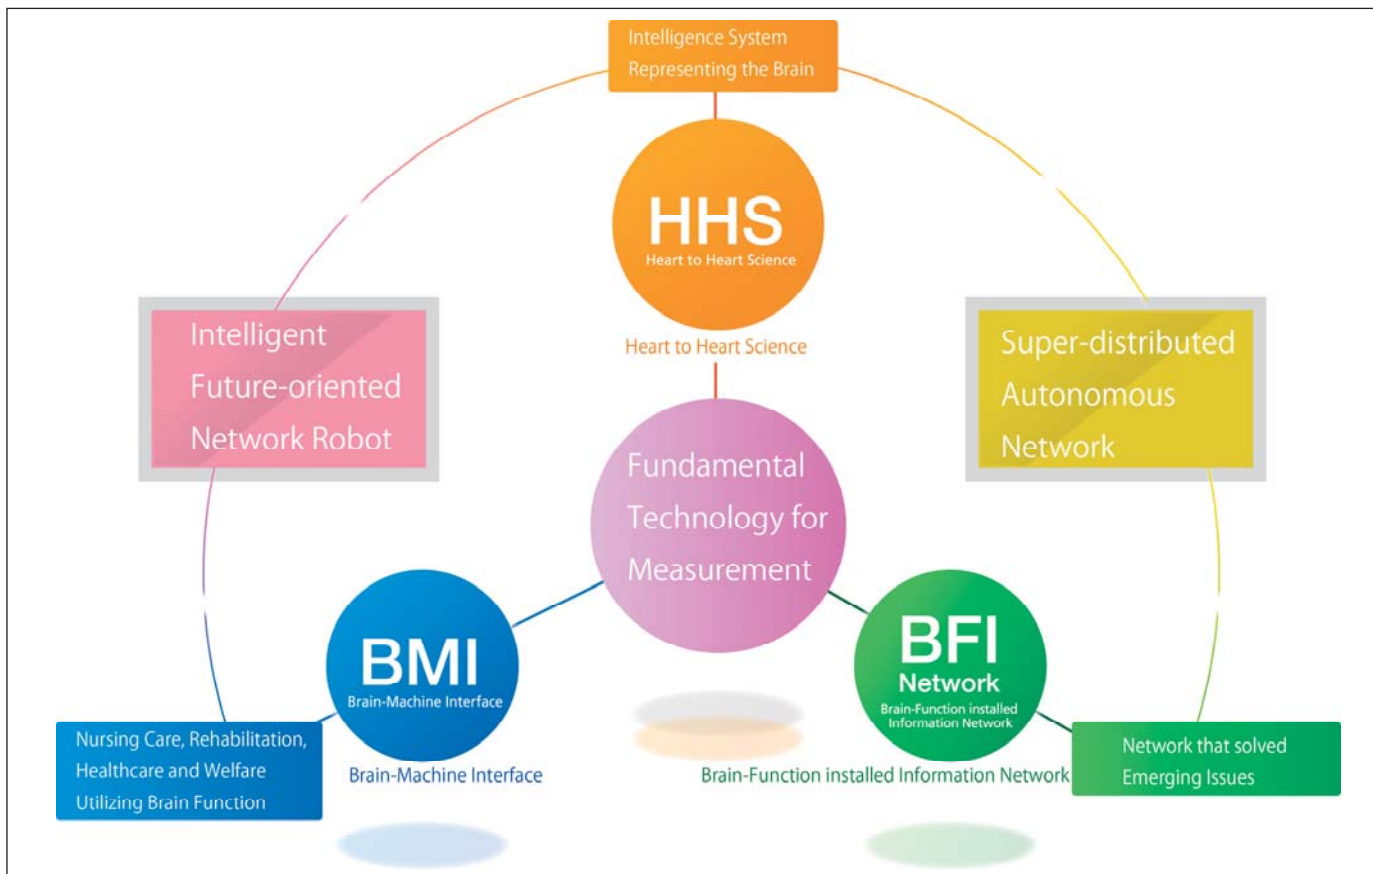 Intelligence System
Representing the Brain
HHS
Heart to Heart Science
Heart to Heart Science
Intelligent
Future-oriented
Network Robot
Super-distributed
Autonomous
Network
Fundamental
Technology for
Measurement
BMI
Brain-Machine Interface
Brain-Machine Interface
Nursing Care, Rehabilitation,
Healthcare and Welfare
Utilizing Brain Function
BFI
Network
Brain-Function installed
Information Network
Brain-Function installed Information Network
Network that solved
Emerging Issues